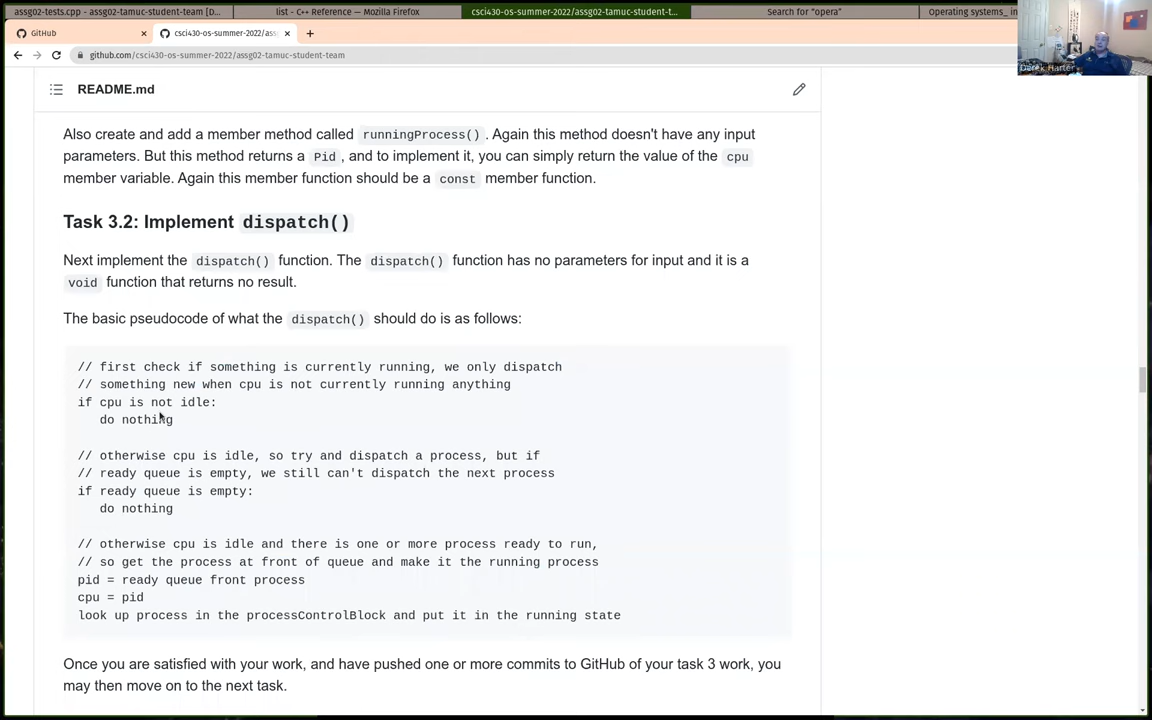 assg02-tests.cpp - assg02-tamuc-student-team [D...
list - C++ Reference — Mozilla Firefox
csci430-os-summer-2022/assg02-tamuc-student-t...
Search for "opera"
Operating systems_ in
GitHub
csci430-os-summer-2022/ass
github.com/csci430-os-summer-2022/assg02-tamuc-student-team
Derek Harter
README.md
Also create and add a member method called runningProcess() . Again this method doesn't have any input
parameters. But this method returns a Pid , and to implement it, you can simply return the value of the cpu
member variable. Again this member function should be a const member function.
Task 3.2: Implement dispatch()
Next implement the dispatch() function. The dispatch() function has no parameters for input and it is a
void function that returns no result.
The basic pseudocode of what the dispatch() should do is as follows:
// first check if something is currently running, we only dispatch
// something new when cpu is not currently running anything
if cpu is not idle:
do nothing
// otherwise cpu is idle, so try and dispatch a process, but if
// ready queue is empty, we still can't dispatch the next process
if ready queue is empty:
do nothing
// otherwise cpu is idle and there is one or more process ready to run,
// so get the process at front of queue and make it the running process
pid = ready queue front process
cpu = pid
look up process in the processControlBlock and put it in the running state
Once you are satisfied with your work, and have pushed one or more commits to GitHub of your task 3 work, you
may then move on to the next task.